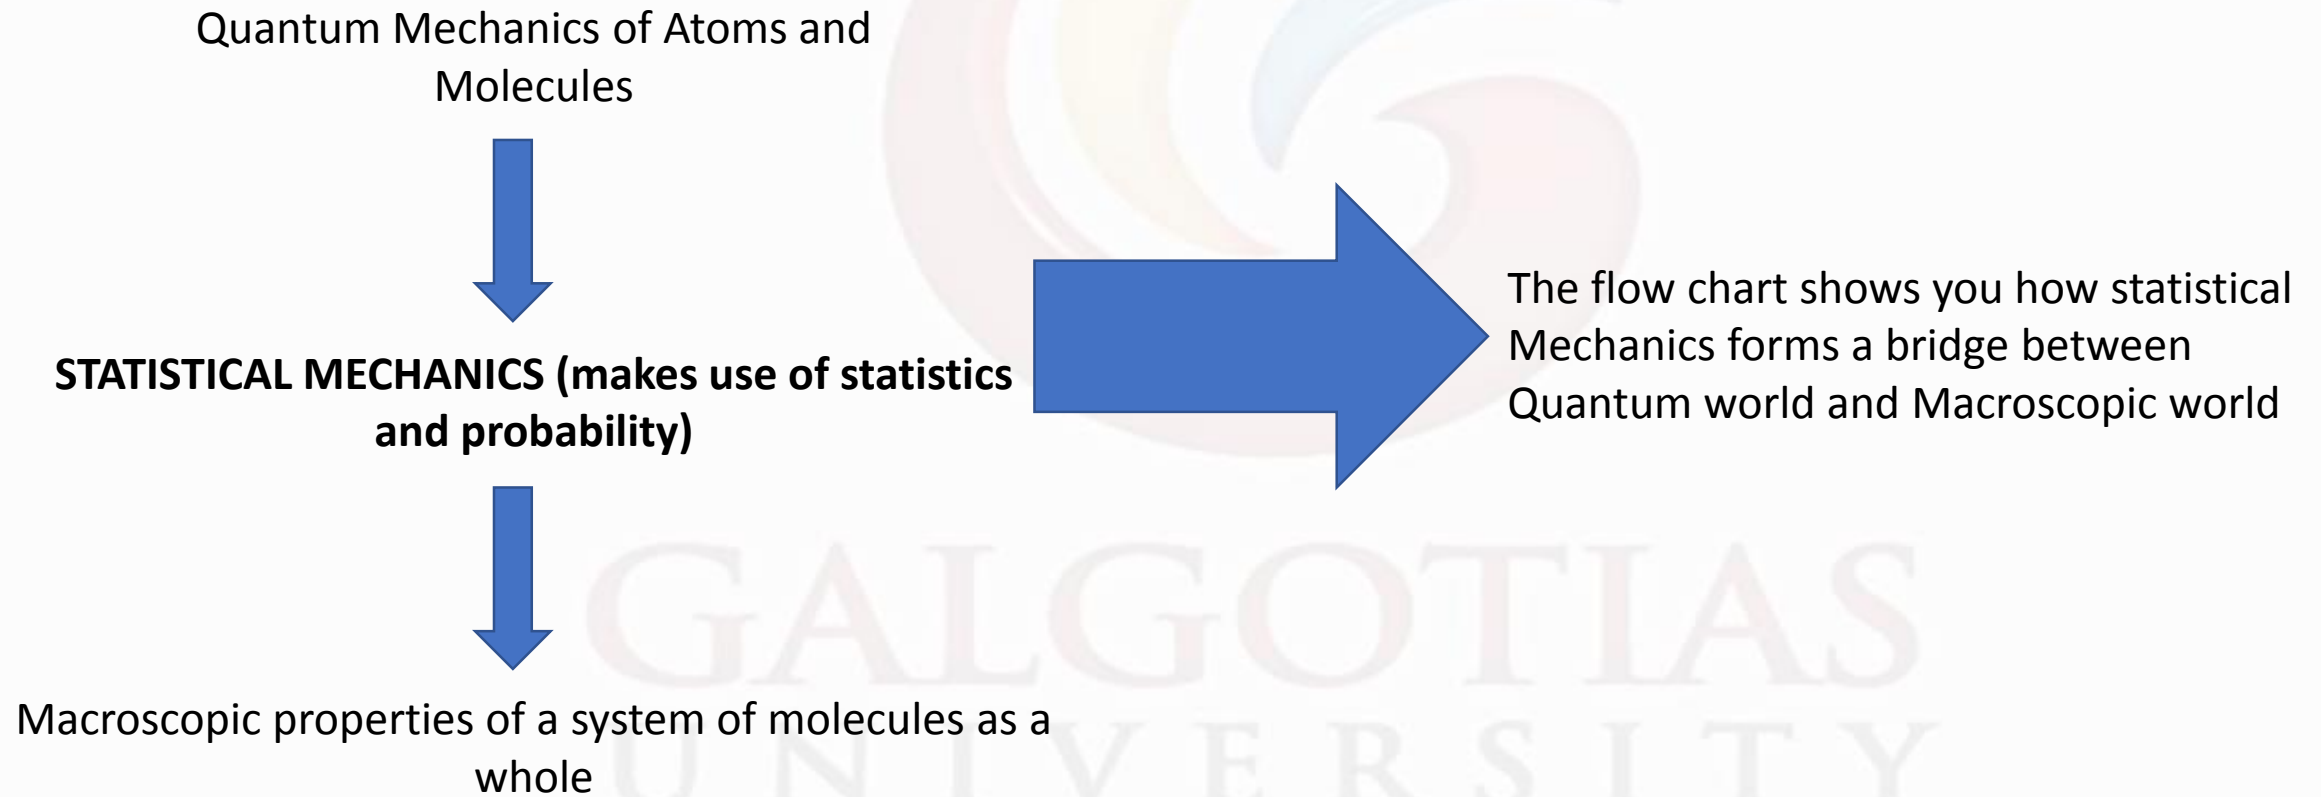 Quantum Mechanics of Atoms and
Molecules
STATISTICAL MECHANICS (makes use of statistics
and probability)
Macroscopic properties of a system of molecules as a
whole
The flow chart shows you how statistical
Mechanics forms a bridge between
Quantum world and Macroscopic world
GALGOTIAS
UNIVERSITY